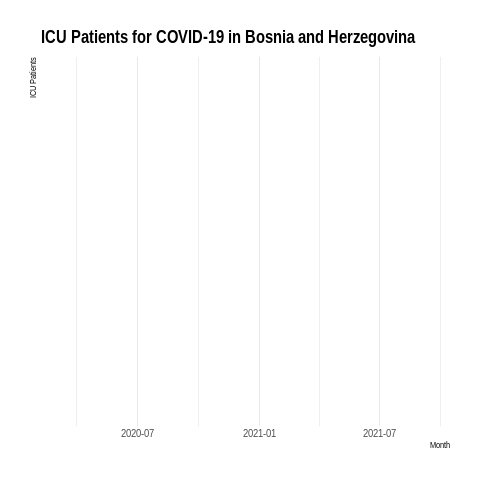 ICU Patients for COVID-19 in Bosnia and Herzegovina
ICU Patients
2020-07
2021-01
2021-07
Month